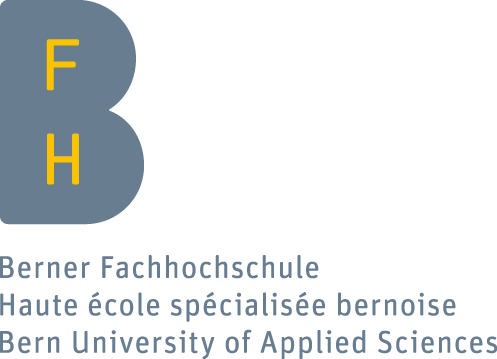 F
H
Berner Fachhochschule
Haute école spécialisée bernoise
Bern University of Applied Sciences